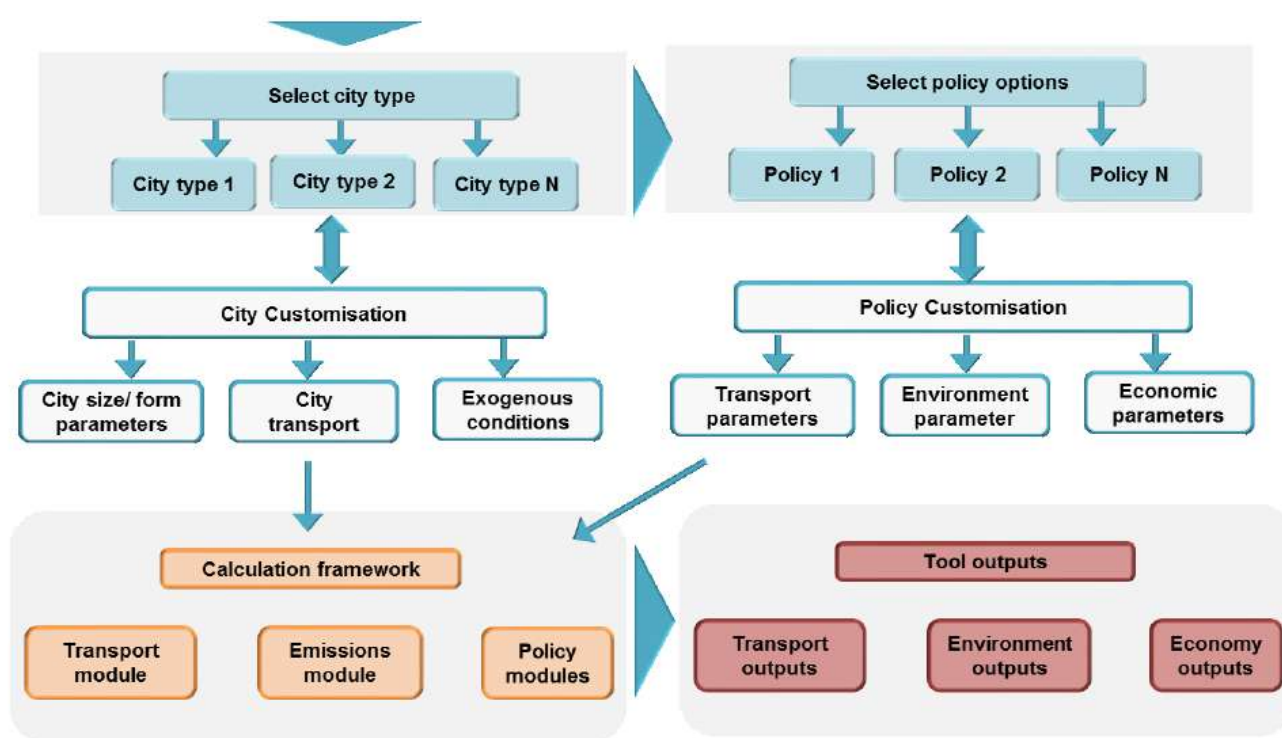 Select city type
City type 1
City type 2
City type N
Select policy options
Policy 1
Policy 2
Policy N
City Customisation
City size/ form
parameters
City
transport
Exogenous
conditions
Policy Customisation
Transport
parameters
Environment
parameter
Economic
parameters
Calculation framework
Transport
module
Emissions
module
Policy
modules
Tool outputs
Transport
outputs
Environment
outputs
Economy
outputs